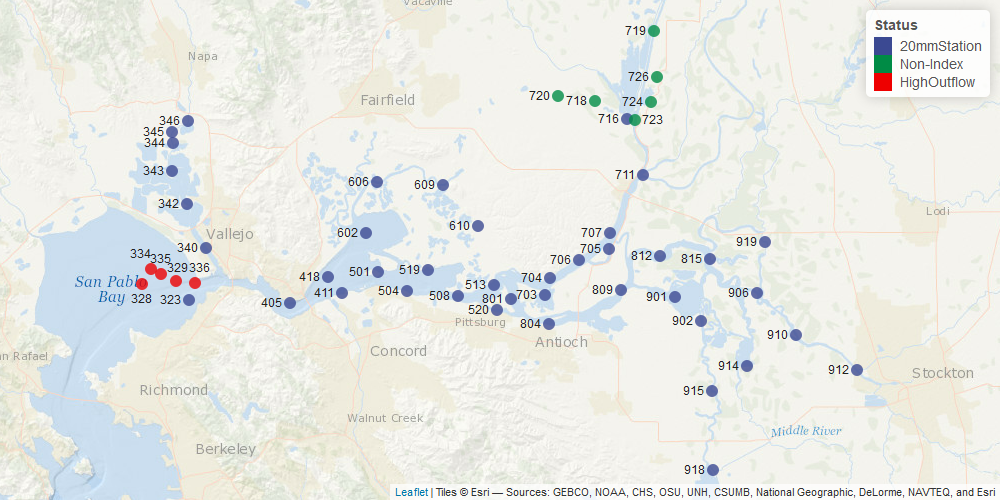 Vacaville
719
Status
20mmStation
Non-Index
HighOutflow
Napa
726
Fairfield
720
718
724
716
723
346
345
344
343
711
606
609
342
Lodi
610
Vallejo
602
707
919
340
705
812
815
334
335
706
329
336
San Pablo
Bay
418
501
519
704
328
323
411
504
513
809
906
405
508
801
703
901
520
Pittsburg
804
902
Antioch
910
Concord
an Rafael
914
912
Stockton
Richmond
915
Walnut Creek
Middle River
Berkeley
918
Leaflet | Tiles © Esri — Sources: GEBCO, NOAA, CHS, OSU, UNH, CSUMB, National Geographic, DeLorme, NAVTEQ, and Esri